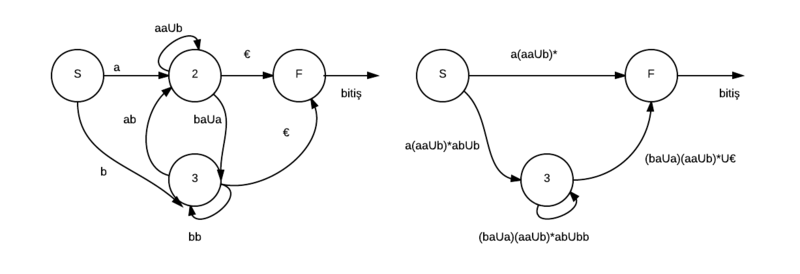 aaUb
S
a
2
€
F
bitiş
ab
baUa
€
b
3
bb
S
a(aaUb)*
F
bitiş
a(aaUb)*abUb
(baUa)(aaUb)*U€
3
(baUa)(aaUb)*abUbb